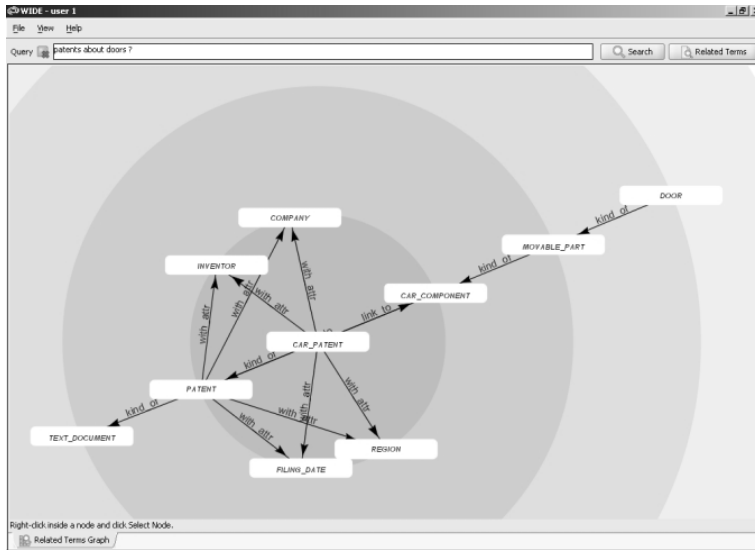 WIDE - user 1
File View Help
Query patents about doors ? Search Related Terms
DOOR
kind_of
COMPANY
MOVABLE_PART
kind_of
INVENTOR
with_attr
with_attr
with_attr
CAR_COMPONENT
link_to
with_attr
CAR_PATENT
kind_of
with_attr
with_attr
PATENT
kind_of
with_attr
with_attr
TEXT_DOCUMENT
REGION
FILING_DATE
Right-click inside a node and click Select Node.
Related Terms Graph